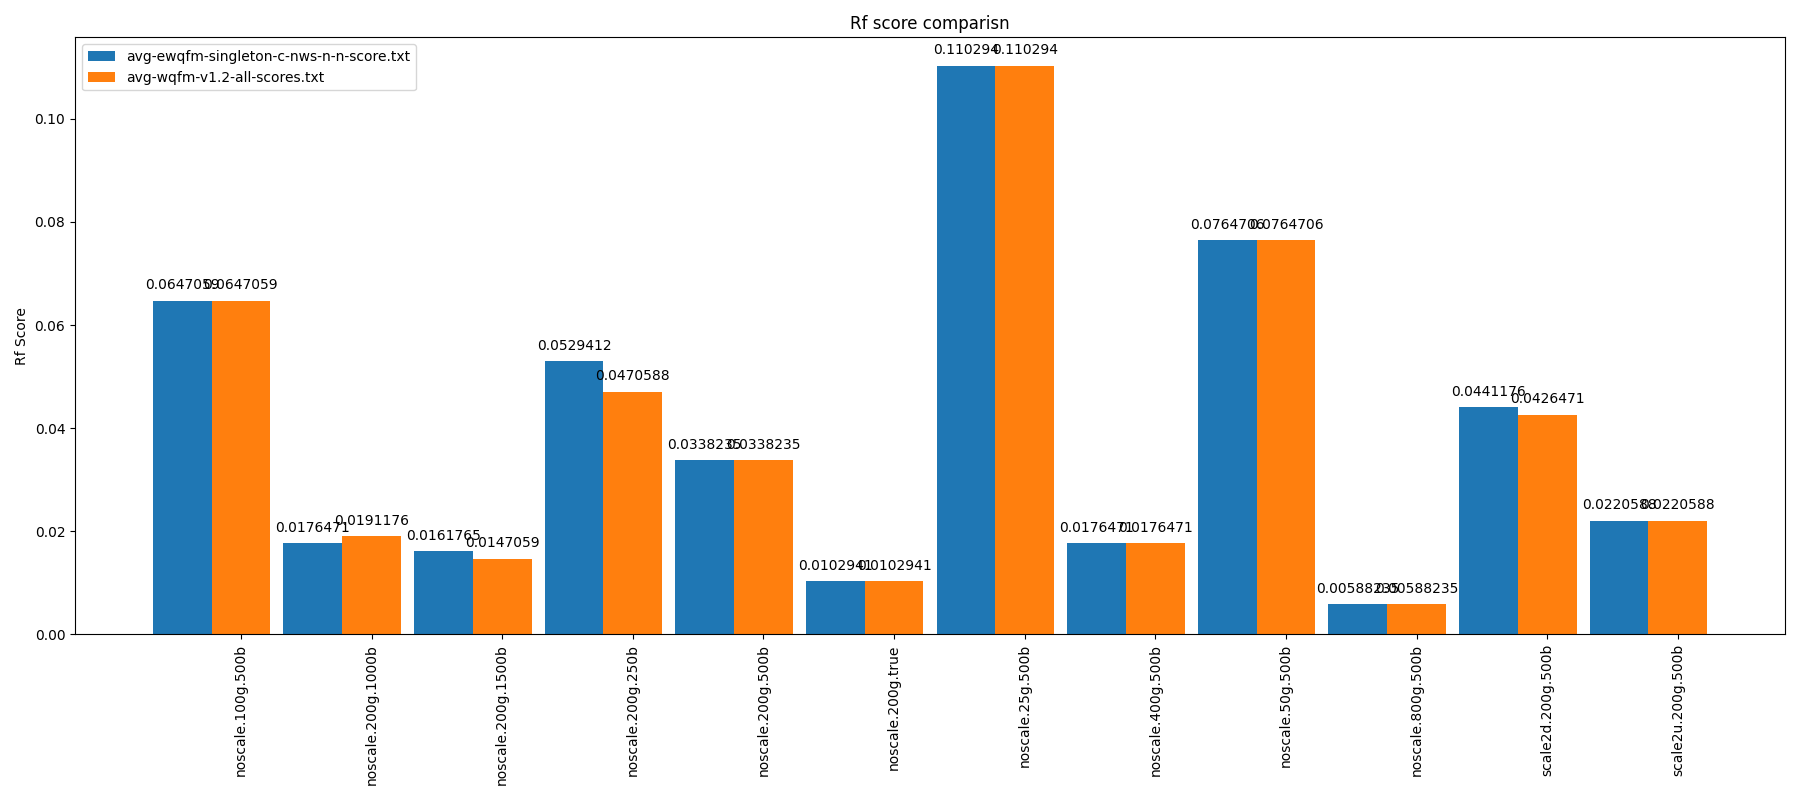 Rf score comparisn
avg-ewqfm-singleton-c-nws-n-n-score.txt
avg-wqfm-v1.2-all-scores.txt
Rf Score
0.10
0.08
0.06
0.04
0.02
0.00
0.0647059
0.0647059
0.0176471
0.0191176
0.0161765
0.0147059
0.0529412
0.0470588
0.0338235
0.0338235
0.0102941
0.0102941
0.110294
0.110294
0.0176471
0.0176471
0.0764706
0.0764706
0.00588235
0.00588235
0.0441176
0.0426471
0.0220588
0.0220588
noscale.100g.500b
noscale.200g.1000b
noscale.200g.1500b
noscale.200g.250b
noscale.200g.500b
noscale.200g.true
noscale.25g.500b
noscale.400g.500b
noscale.50g.500b
noscale.800g.500b
scale2d.200g.500b
scale2u.200g.500b